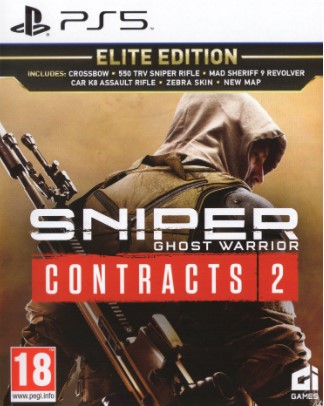 PS5
ELITE EDITION
INCLUDES: CROSSBOW • 550 TRV SNIPER RIFLE • MAD SHERIFF 9 REVOLVER
CAR K8 ASSAULT RIFLE • ZEBRA SKIN • NEW MAP
SNIPER
GHOST WARRIOR
CONTRACTS 2
18
www.pegi.info
CI
GAMES